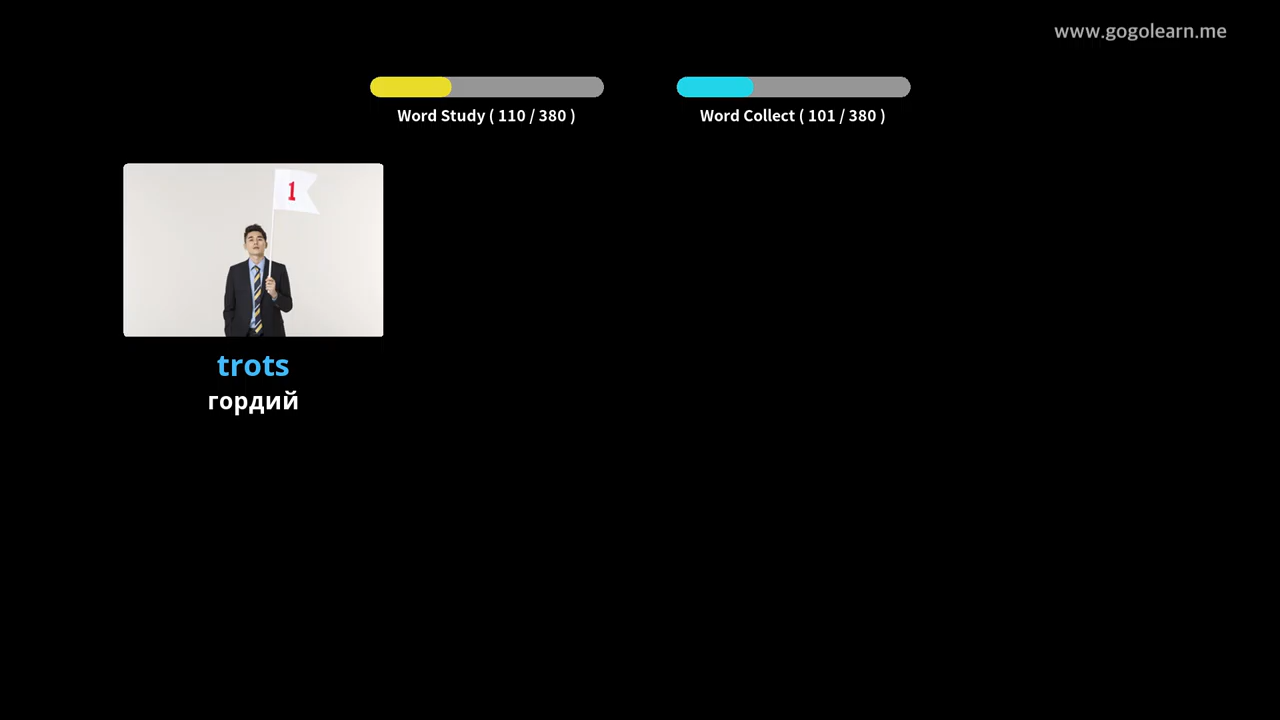 www.gogolearn.me
Word Study ( 110 / 380 )
Word Collect ( 101 / 380 )
1
trots
гордий